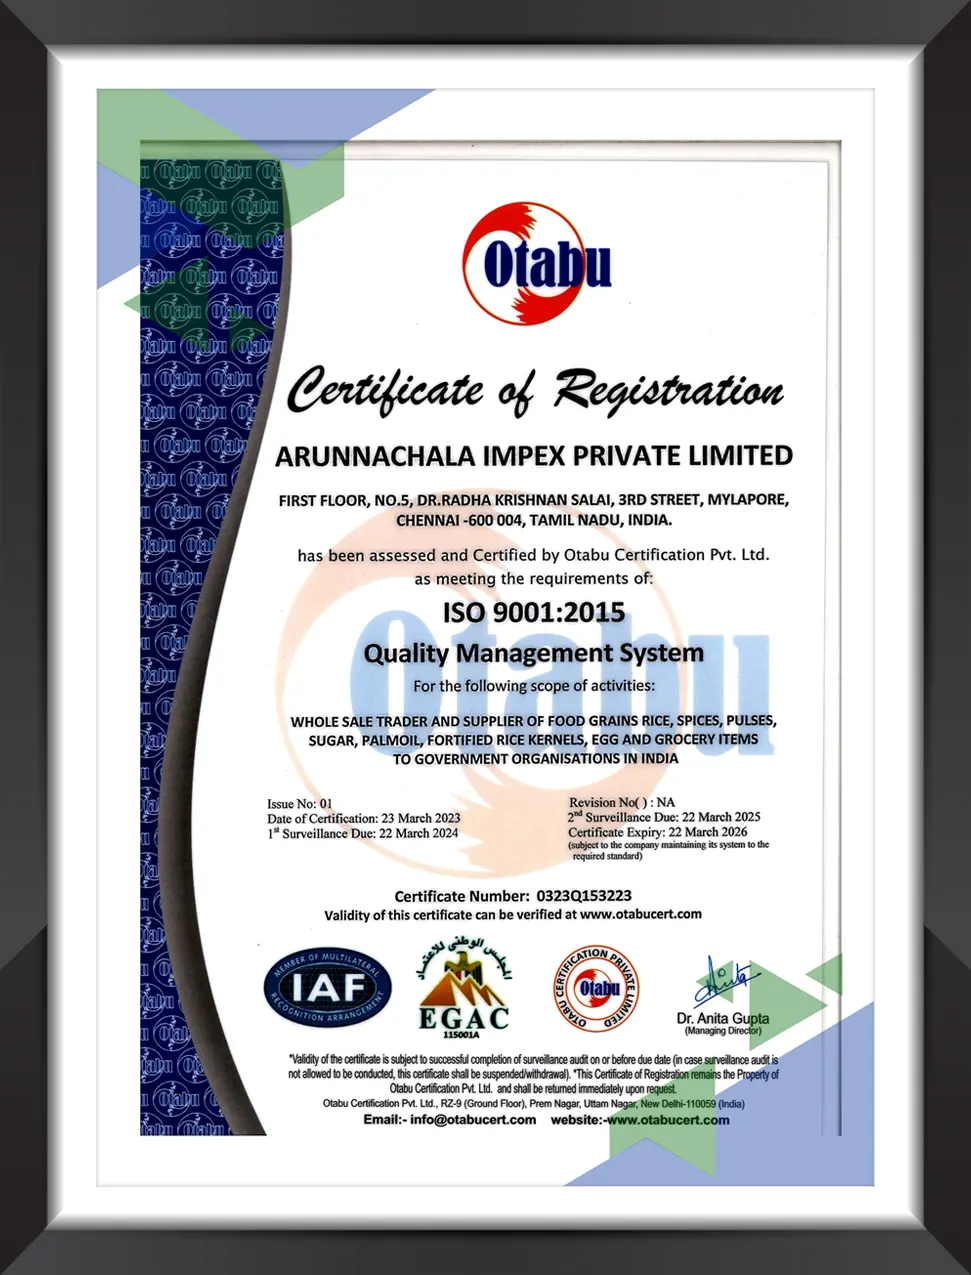 Otabu
Certificate of Registration
ARUNNACHALA IMPEX PRIVATE LIMITED
FIRST FLOOR, NO.5, DR.RADHA KRISHNAN SALAI, 3RD STREET, MYLAPORE,
CHENNAI -600 004, TAMIL NADU, INDIA.
has been assessed and Certified by Otabu Certification Pvt. Ltd.
as meeting the requirements of:
ISO 9001:2015
Quality Management System
For the following scope of activities:
WHOLE SALE TRADER AND SUPPLIER OF FOOD GRAINS RICE, SPICES, PULSES,
SUGAR, PALMOIL, FORTIFIED RICE KERNELS, EGG AND GROCERY ITEMS
TO GOVERNMENT ORGANISATIONS IN INDIA
Issue No: 01
Date of Certification: 23 March 2023
1st Surveillance Due: 22 March 2024
Revision No( ) : NA
2nd Surveillance Due: 22 March 2025
Certificate Expiry: 22 March 2026
(subject to the company maintaining its system to the
required standard)
Certificate Number: 0323Q153223
Validity of this certificate can be verified at www.otabucert.com
MEMBER OF MULTILATERAL
IAF
RECOGNITION ARRANGEMENT
المجلس الوطنى للاعتماد
EGAC
115001A
OTABU CERTIFICATION PRIVATE LIMITED
Otabu
Dr. Anita Gupta
(Managing Director)
"Validity of the certificate is subject to successful completion of surveillance audit on or before due date (in case surveillance audit is
not allowed to be conducted, this certificate shall be suspended/withdrawal). "This Certificate of Registration remains the Property of
Otabu Certification Pvt. Ltd. and shall be returned immediately upon request.
Otabu Certification Pvt. Ltd., RZ-9 (Ground Floor), Prem Nagar, Uttam Nagar, New Delhi-110059 (India)
Email:- info@otabucert.com website:-www.otabucert.com